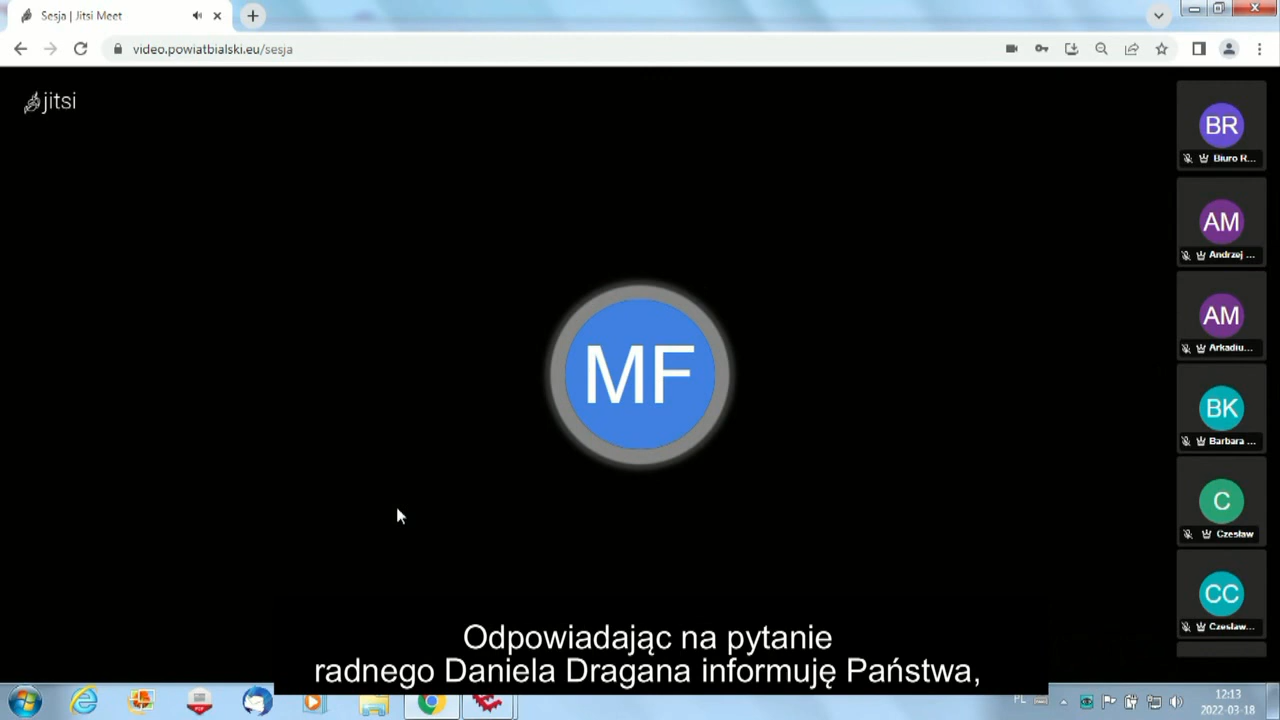 Sesja | Jitsi Meet
video.powiatbialski.eu/sesja
jitsi
BR
Biuro R...
AM
Andrzej ...
AM
Arkadiu...
BK
Barbara ...
C
Czesław
CC
Czesław...
MF
Odpowiadając na pytanie
radnego Daniela Dragana informuję Państwa,
PL
12:13
2022-03-18